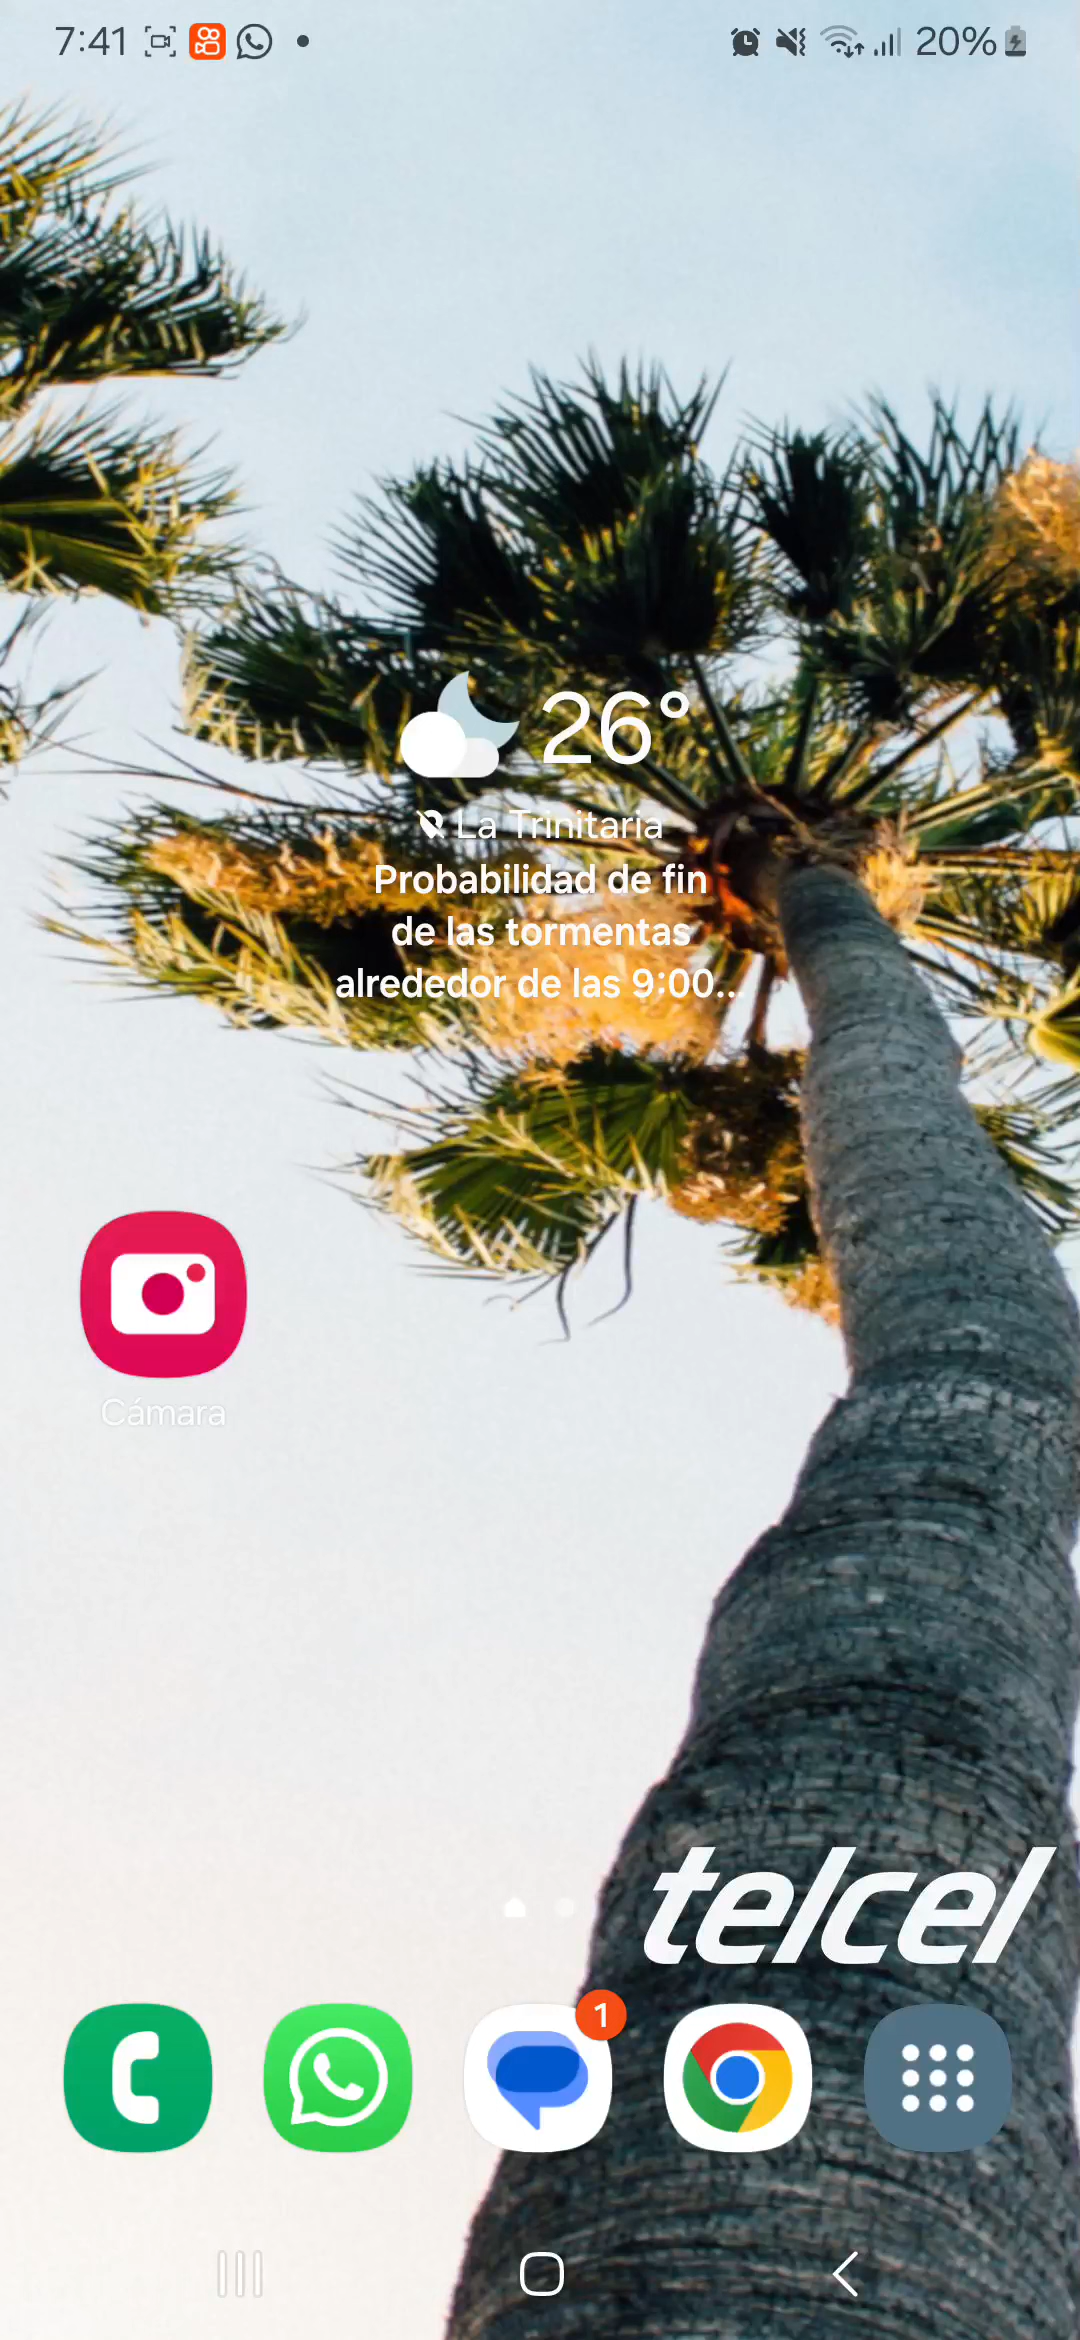 7:41
20%
26°
La Trinitaria
Probabilidad de fin
de las tormentas
alrededor de las 9:00...
Cámara
telcel
1